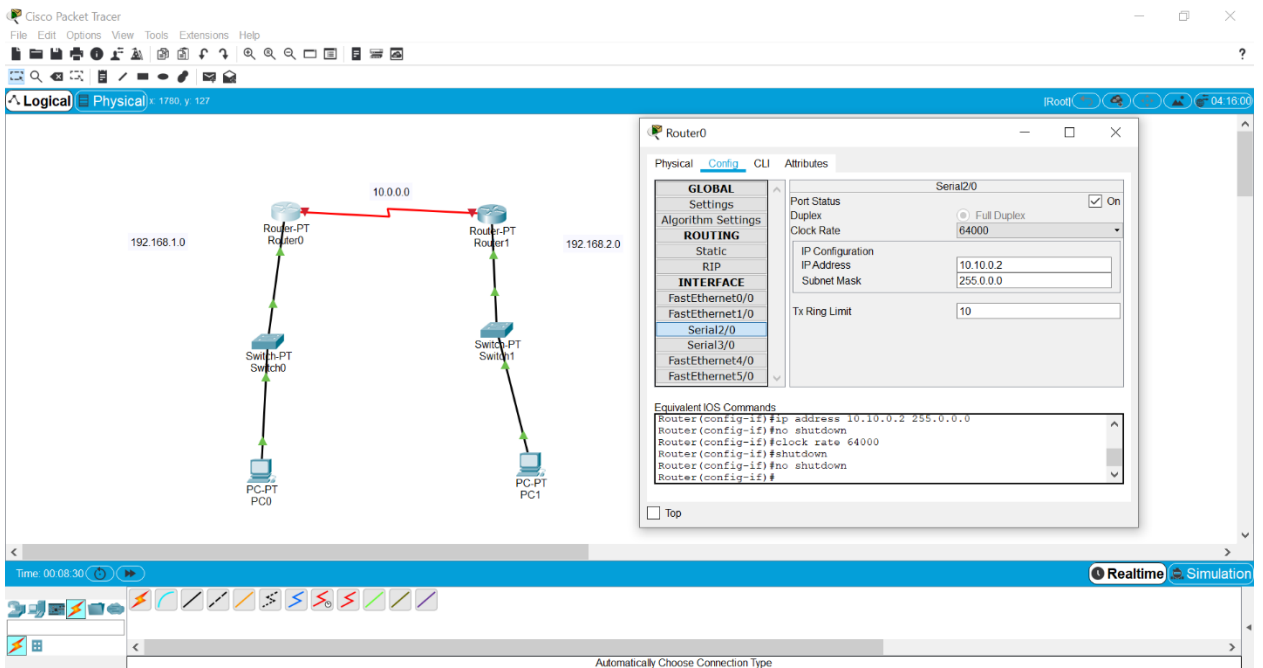 Cisco Packet Tracer
File Edit Options View Tools Extensions Help
?
Logical Physical x: 1780, y: 127 [Root] 04:16:00
10.0.0.0
Router-PT
Router0
Router-PT
Router1
192.168.1.0
192.168.2.0
Switch-PT
Switch0
Switch-PT
Switch1
PC-PT
PC0
PC-PT
PC1
Router0
Physical Config CLI Attributes
GLOBAL
Settings
Algorithm Settings
ROUTING
Static
RIP
INTERFACE
FastEthernet0/0
FastEthernet1/0
Serial2/0
Serial3/0
FastEthernet4/0
FastEthernet5/0
Serial2/0
Port Status On
Duplex Full Duplex
Clock Rate 64000
IP Configuration
IP Address 10.10.0.2
Subnet Mask 255.0.0.0
Tx Ring Limit 10
Equivalent IOS Commands
Router(config-if)#ip address 10.10.0.2 255.0.0.0
Router(config-if)#no shutdown
Router(config-if)#clock rate 64000
Router(config-if)#shutdown
Router(config-if)#no shutdown
Router(config-if)#
Top
Time: 00:08:30 Realtime Simulation
Automatically Choose Connection Type